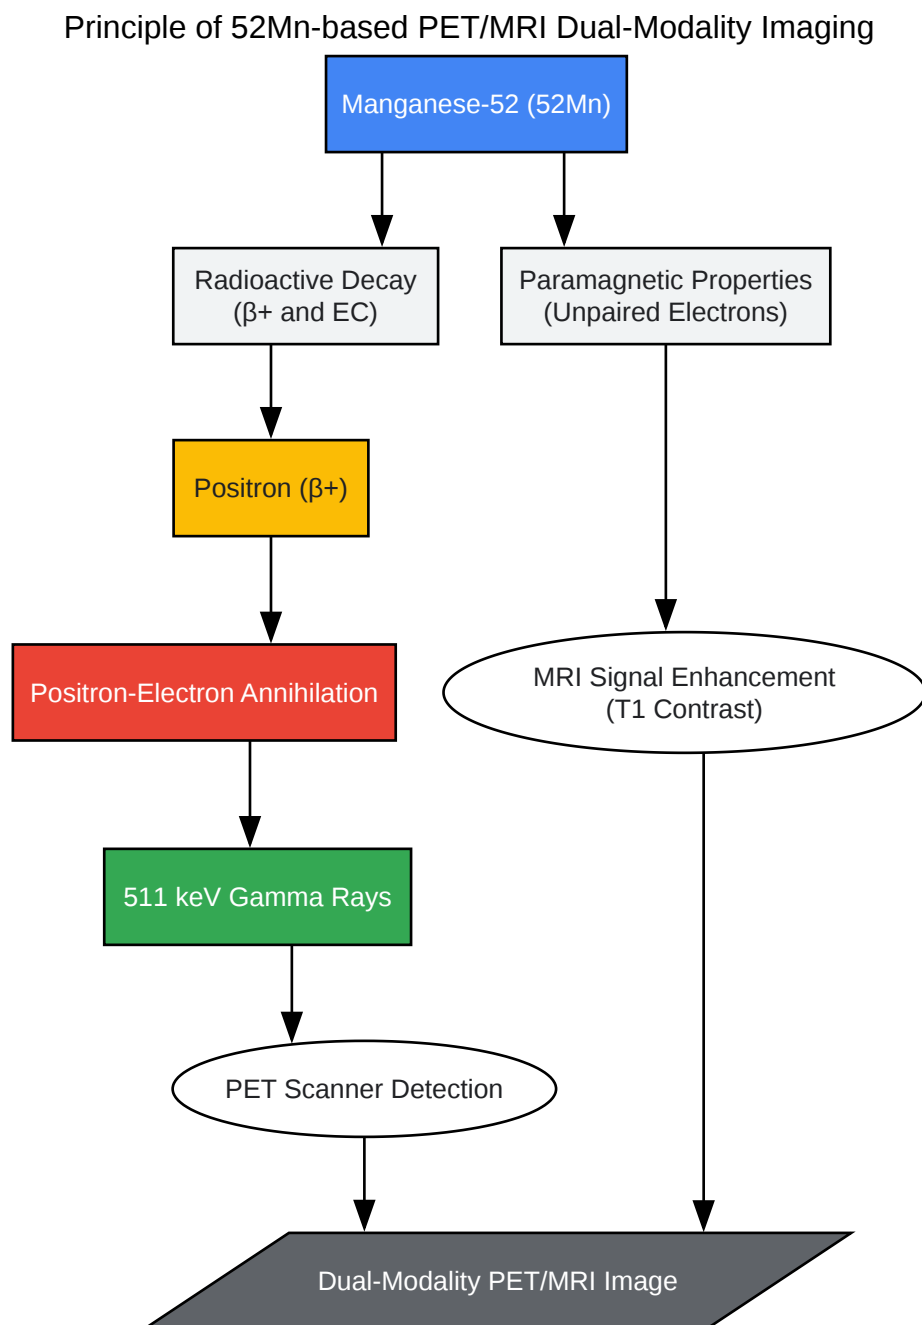 Principle of 52Mn-based PET/MRI Dual-Modality Imaging
Manganese-52 (52Mn)
Radioactive Decay
(β+ and EC)
Paramagnetic Properties
(Unpaired Electrons)
Positron (β+)
Positron-Electron Annihilation
MRI Signal Enhancement
(T1 Contrast)
511 keV Gamma Rays
PET Scanner Detection
Dual-Modality PET/MRI Image